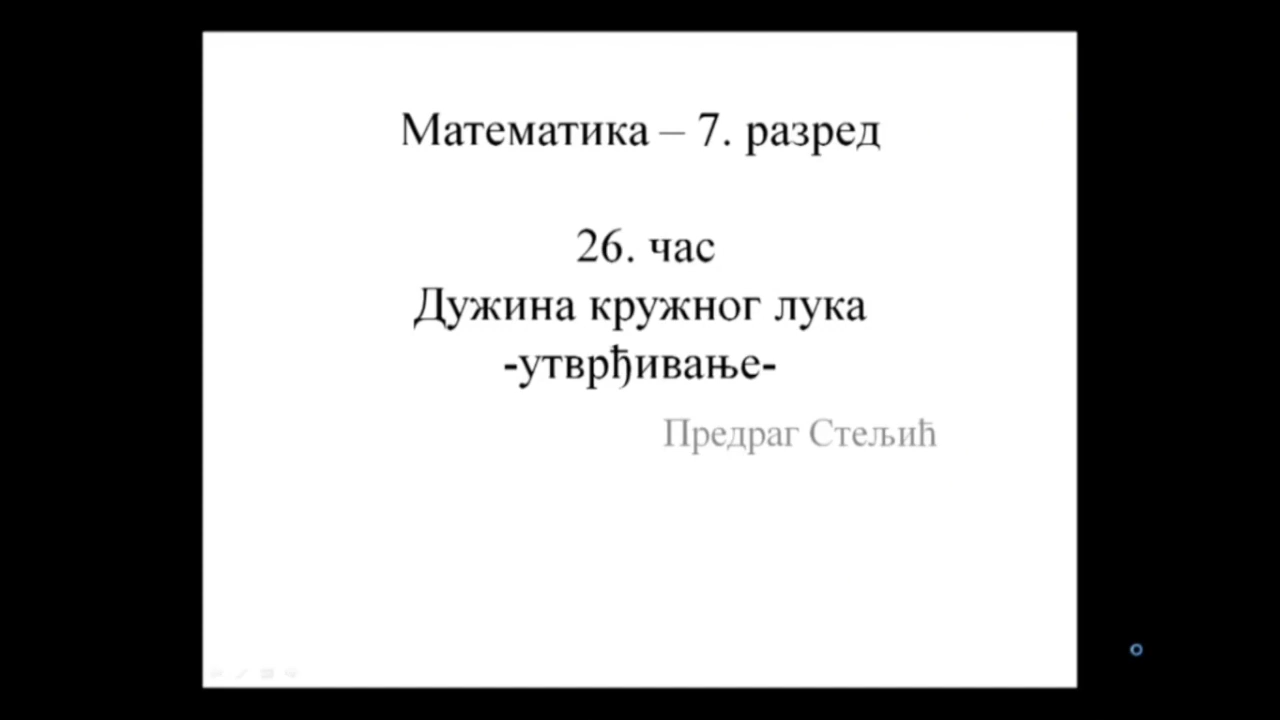 Математика – 7. разред
26. час
Дужина кружног лука
-утврђивање-
Предраг Стељић